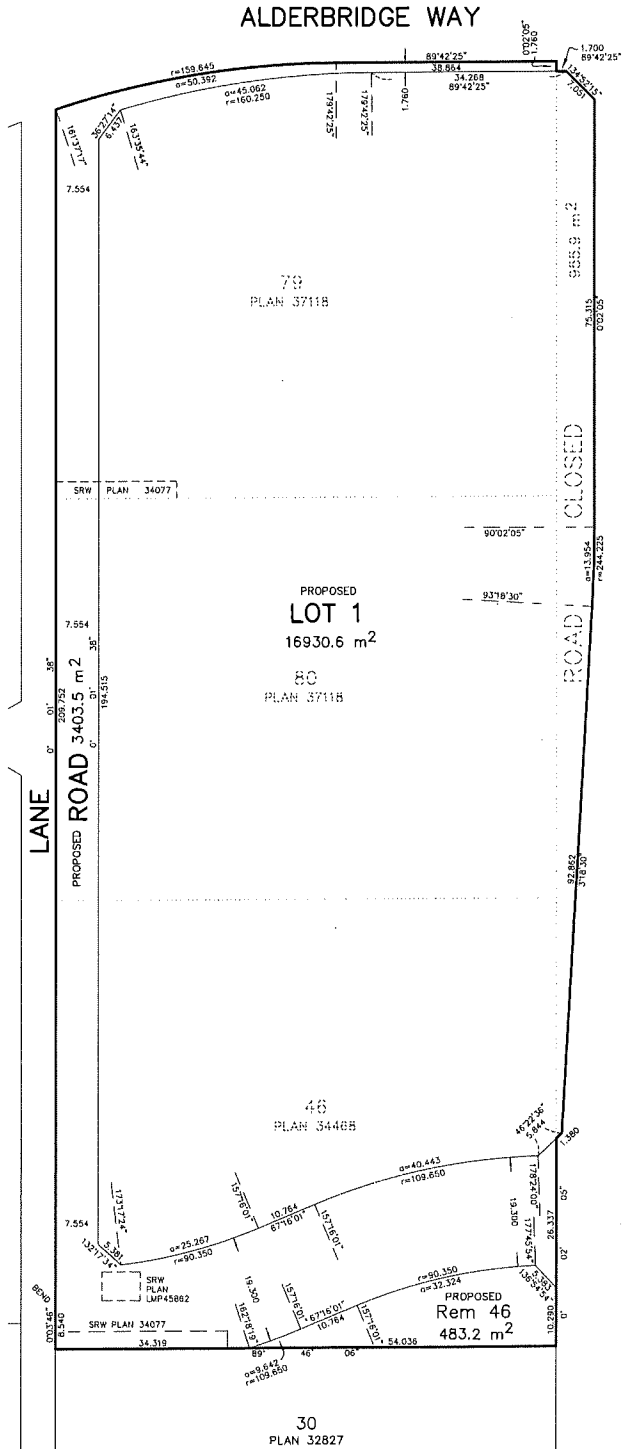 ALDERBRIDGE WAY
0°02'05"
1.760
1.700
89°42'25"
134°52'15"
7.051
r=159.645
a=50.392
a=45.062
r=160.250
89°42'25"
38.864
34.268
89°42'25"
1.760
179°42'25"
179°42'25"
36°27'14"
6.437
161°37'17"
163°35'44"
7.554
955.9 m²
79
PLAN 37118
75.315
0°02'05"
SRW PLAN 34077
CLOSED
90°02'05"
a=13.954
r=244.225
93°18'30"
PROPOSED
LOT 1
16930.6 m²
ROAD
7.554
80
PLAN 37118
209.752
0° 01' 38"
194.515
0° 01' 38"
LANE
PROPOSED ROAD 3403.5 m²
92.862
3°18'30"
46
PLAN 34468
46°22'36"
5.844
1.380
a=40.443
r=109.650
178°24'00"
157°16'01"
10.764
67°16'01"
157°16'01"
19.300
177°45'54"
26.337
0° 02' 05"
173°17'24"
7.554
5.381
132°17'34"
a=25.267
r=90.350
SRW
PLAN
LMP45862
19.300
162°18'19"
157°16'01"
67°16'01"
10.764
157°16'01"
r=90.350
a=32.324
5.383
136°54'54"
PROPOSED
Rem 46
483.2 m²
10.290
BEND
0°03'46"
8.540
SRW PLAN 34077
34.319
89° 46' 06"
54.036
a=9.642
r=109.650
30
PLAN 32827